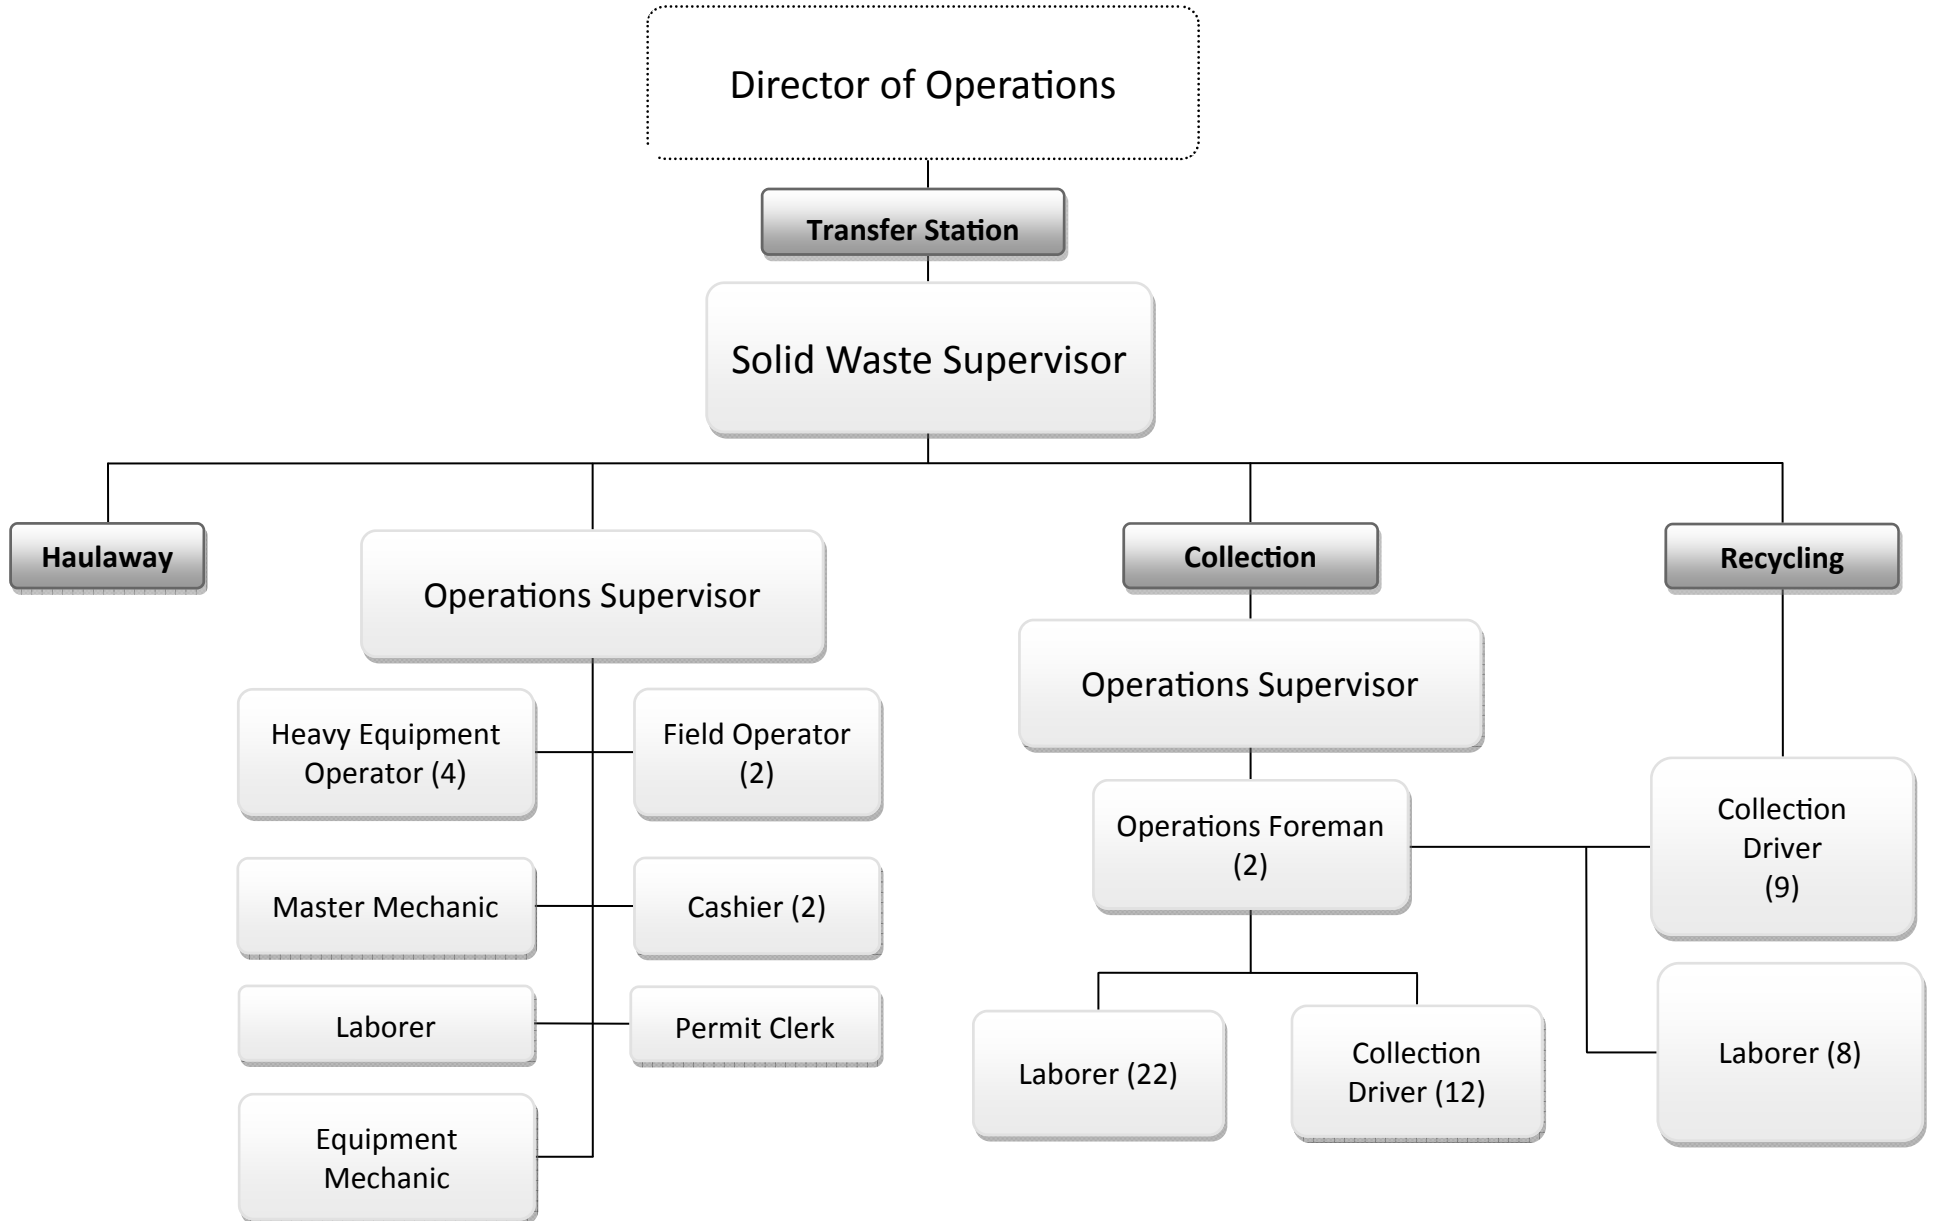 Director of Operations
Transfer Station
Solid Waste Supervisor
Haulaway
Operations Supervisor
Heavy Equipment
Operator (4)
Field Operator
(2)
Master Mechanic
Cashier (2)
Laborer
Permit Clerk
Equipment
Mechanic
Collection
Operations Supervisor
Operations Foreman
(2)
Laborer (22)
Collection
Driver (12)
Recycling
Collection
Driver
(9)
Laborer (8)